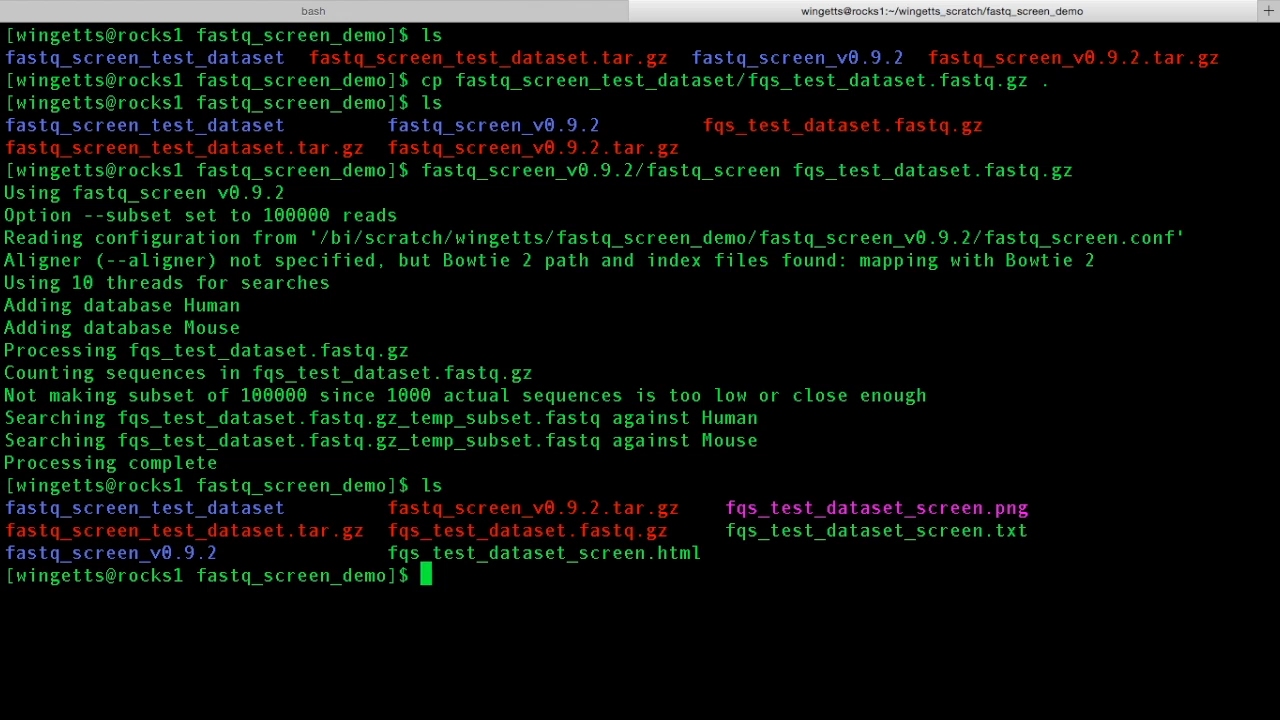 bash
wingetts@rocks1:~/wingetts_scratch/fastq_screen_demo
+
[wingetts@rocks1 fastq_screen_demo]$ ls
fastq_screen_test_dataset fastq_screen_test_dataset.tar.gz fastq_screen_v0.9.2 fastq_screen_v0.9.2.tar.gz
[wingetts@rocks1 fastq_screen_demo]$ cp fastq_screen_test_dataset/fqs_test_dataset.fastq.gz .
[wingetts@rocks1 fastq_screen_demo]$ ls
fastq_screen_test_dataset fastq_screen_v0.9.2 fqs_test_dataset.fastq.gz
fastq_screen_test_dataset.tar.gz fastq_screen_v0.9.2.tar.gz
[wingetts@rocks1 fastq_screen_demo]$ fastq_screen_v0.9.2/fastq_screen fqs_test_dataset.fastq.gz
Using fastq_screen v0.9.2
Option --subset set to 100000 reads
Reading configuration from '/bi/scratch/wingetts/fastq_screen_demo/fastq_screen_v0.9.2/fastq_screen.conf'
Aligner (--aligner) not specified, but Bowtie 2 path and index files found: mapping with Bowtie 2
Using 10 threads for searches
Adding database Human
Adding database Mouse
Processing fqs_test_dataset.fastq.gz
Counting sequences in fqs_test_dataset.fastq.gz
Not making subset of 100000 since 1000 actual sequences is too low or close enough
Searching fqs_test_dataset.fastq.gz_temp_subset.fastq against Human
Searching fqs_test_dataset.fastq.gz_temp_subset.fastq against Mouse
Processing complete
[wingetts@rocks1 fastq_screen_demo]$ ls
fastq_screen_test_dataset fastq_screen_v0.9.2.tar.gz fqs_test_dataset_screen.png
fastq_screen_test_dataset.tar.gz fqs_test_dataset.fastq.gz fqs_test_dataset_screen.txt
fastq_screen_v0.9.2 fqs_test_dataset_screen.html
[wingetts@rocks1 fastq_screen_demo]$